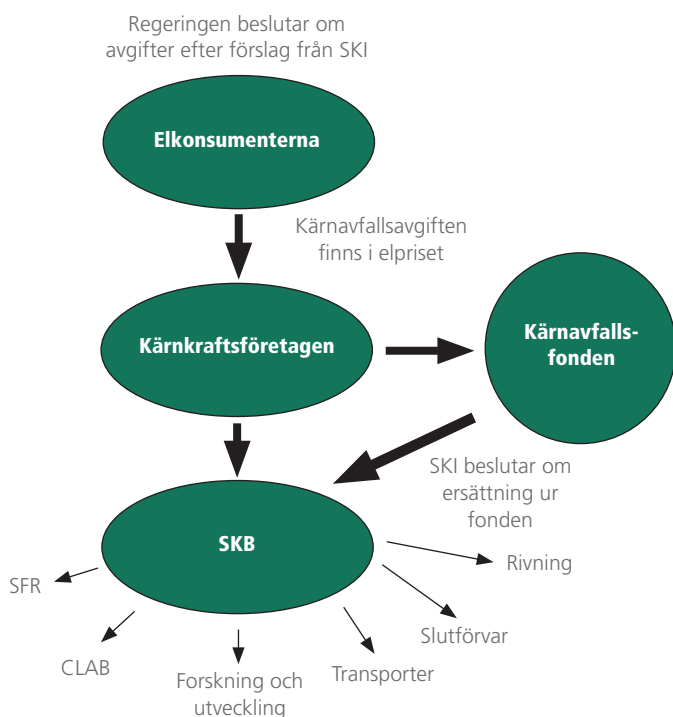 Regeringen beslutar om
avgifter efter förslag från SKI
Elkonsumenterna
Kärnavfallsavgiften
finns i elpriset
Kärnkraftsföretagen
Kärnavfalls-
fonden
SKI beslutar om
ersättning ur
fonden
SKB
Rivning
SFR
Slutförvar
CLAB
Forskning och
utveckling
Transporter